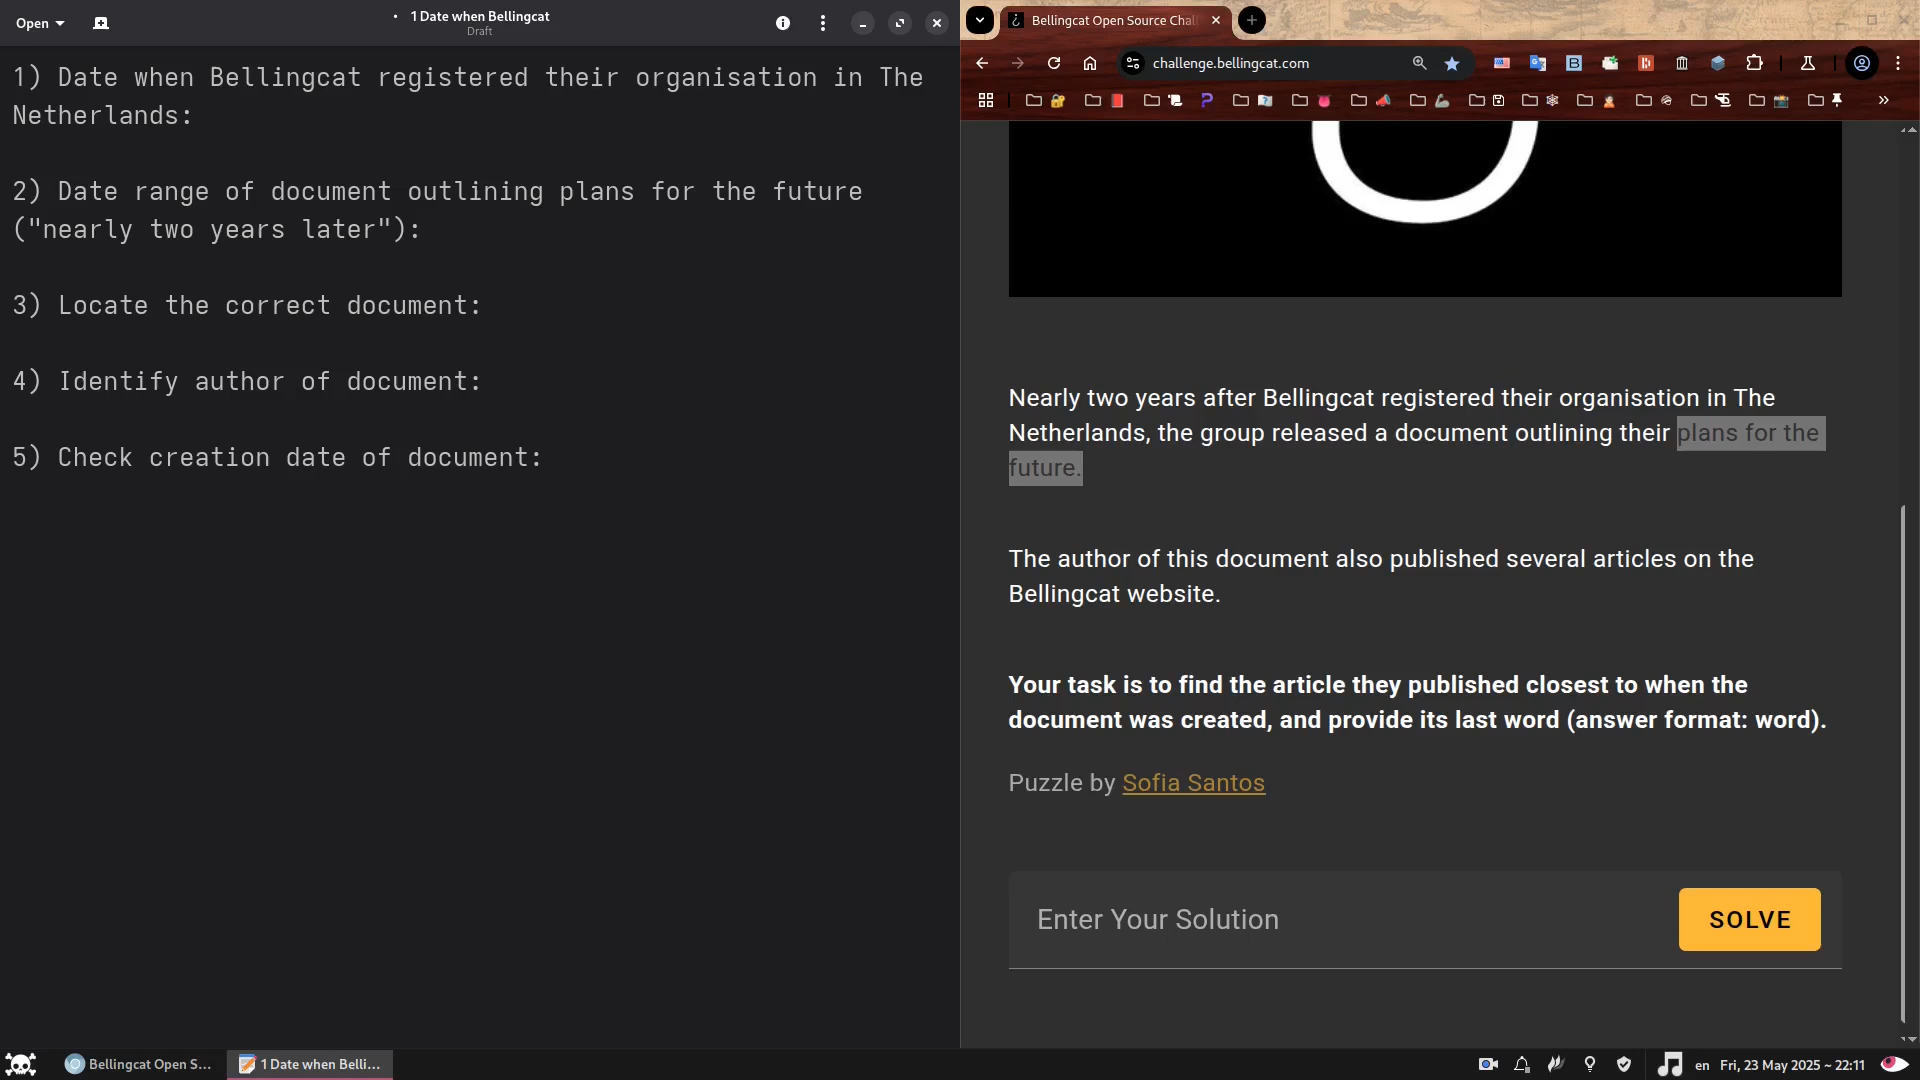 Open
1 Date when Bellingcat
Draft
1) Date when Bellingcat registered their organisation in The
Netherlands:
2) Date range of document outlining plans for the future
("nearly two years later"):
3) Locate the correct document:
4) Identify author of document:
5) Check creation date of document:
Bellingcat Open Source Chal
challenge.bellingcat.com
Nearly two years after Bellingcat registered their organisation in The
Netherlands, the group released a document outlining their plans for the
future.
The author of this document also published several articles on the
Bellingcat website.
Your task is to find the article they published closest to when the
document was created, and provide its last word (answer format: word).
Puzzle by Sofia Santos
Enter Your Solution
SOLVE
Bellingcat Open S...
1 Date when Belli...
en
Fri, 23 May 2025 ~ 22:11